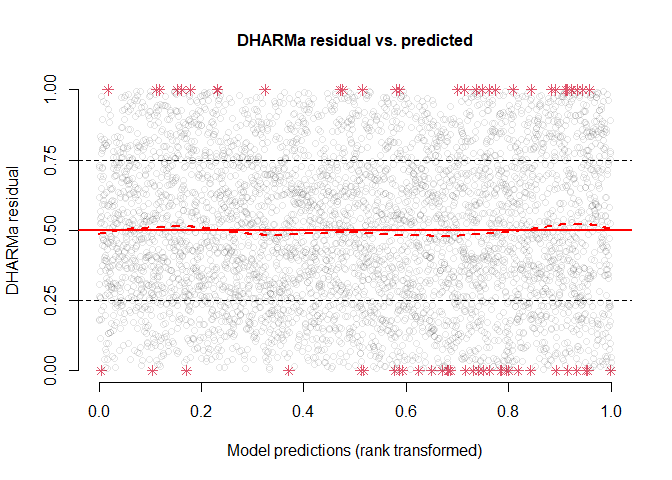 DHARMa residual vs. predicted
DHARMa residual
1.00
0.75
0.50
0.25
0.00
0.0 0.2 0.4 0.6 0.8 1.0
Model predictions (rank transformed)